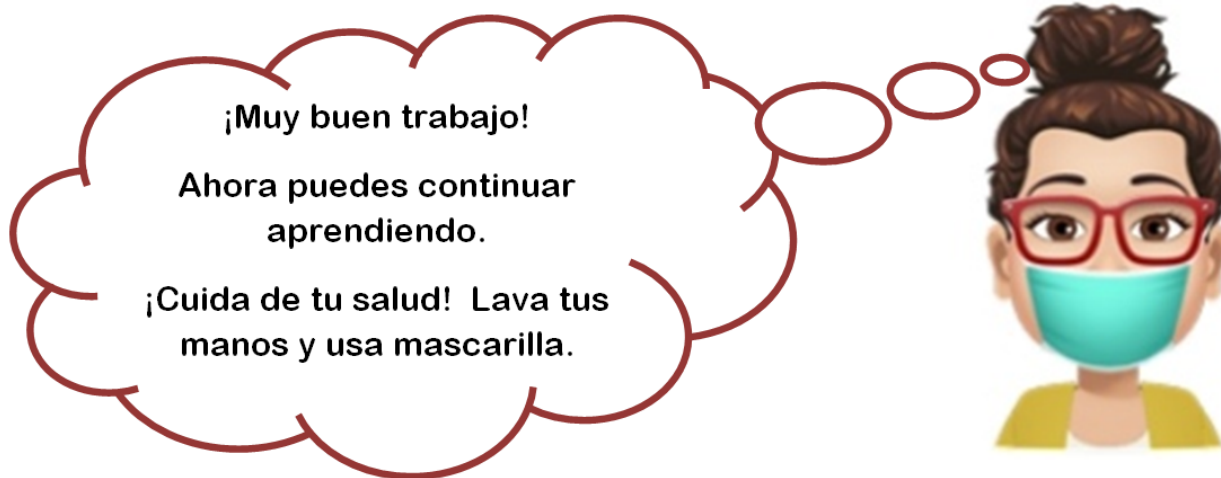 ¡Muy buen trabajo!
Ahora puedes continuar
aprendiendo.
¡Cuida de tu salud!  Lava tus
manos y usa mascarilla.